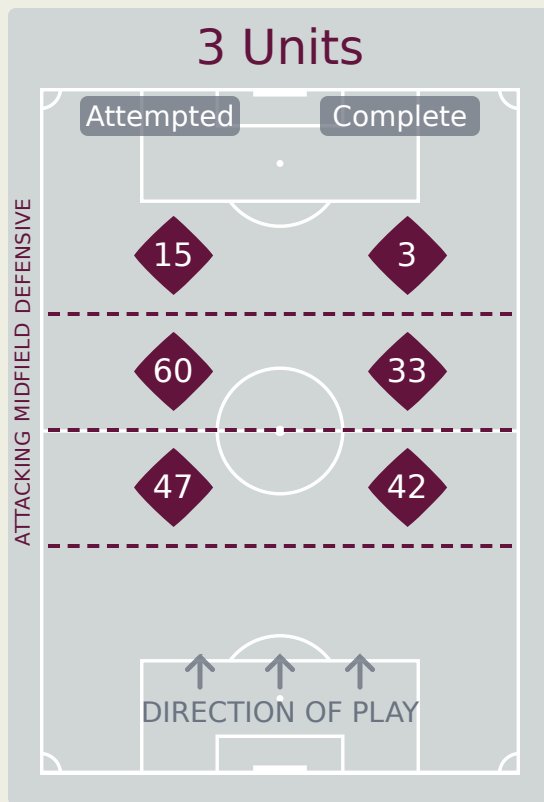 3 Units
Attempted Complete
15 3
60 33
47 42
ATTACKING MIDFIELD DEFENSIVE
DIRECTION OF PLAY